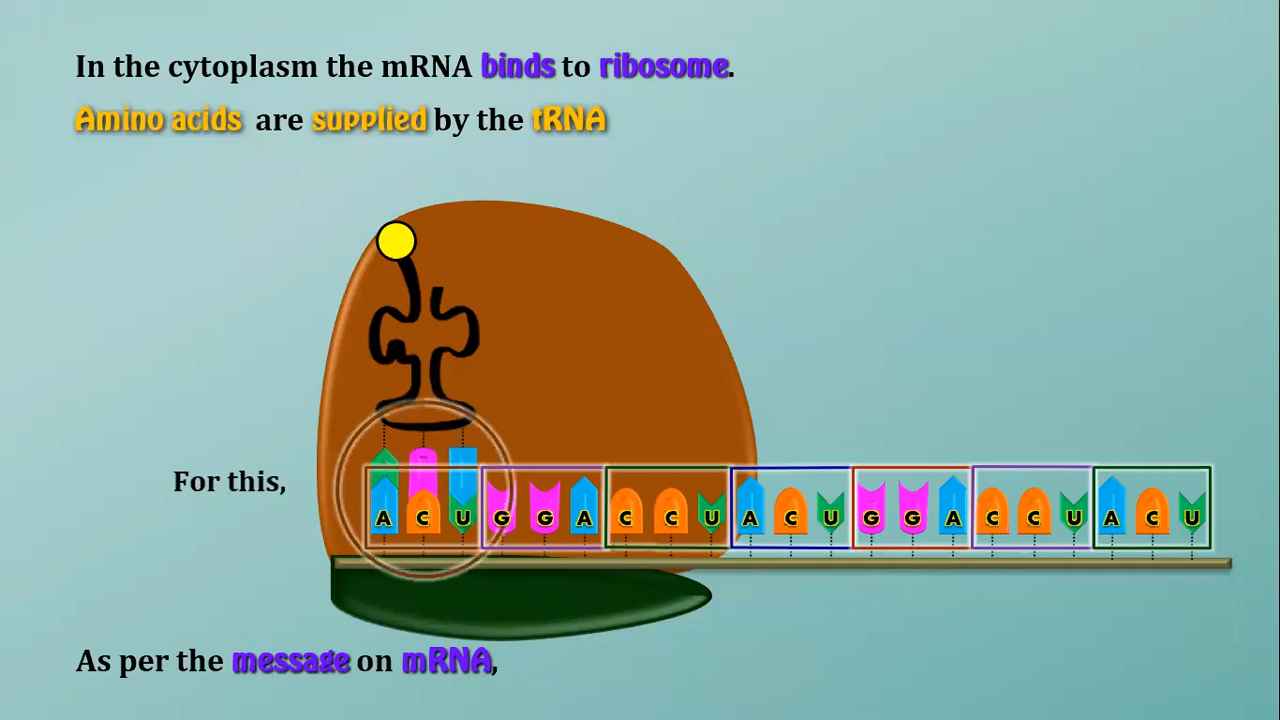 In the cytoplasm the mRNA binds to ribosome.
Amino acids are supplied by the tRNA
For this,
A C U G G A C C U A C U G G A C C U A C U
As per the message on mRNA,